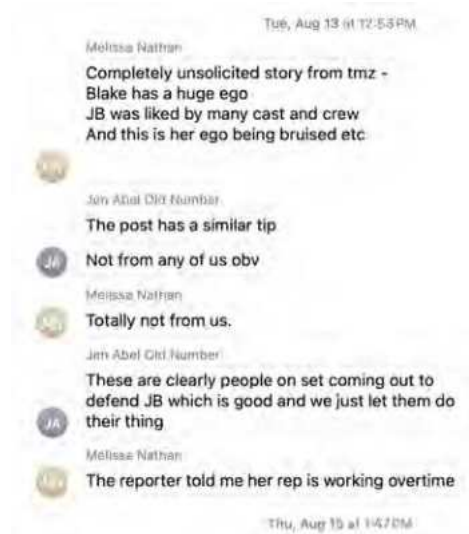 Tue, Aug 13 at 12:53 PM
Melissa Nathan
Completely unsolicited story from tmz -
Blake has a huge ego
JB was liked by many cast and crew
And this is her ego being bruised etc
Jen Abel Old Number
The post has a similar tip
JA
Not from any of us obv
Melissa Nathan
Totally not from us.
Jen Abel Old Number
These are clearly people on set coming out to
defend JB which is good and we just let them do
JA
their thing
Melissa Nathan
The reporter told me her rep is working overtime
Thu, Aug 15 at 1:47 PM